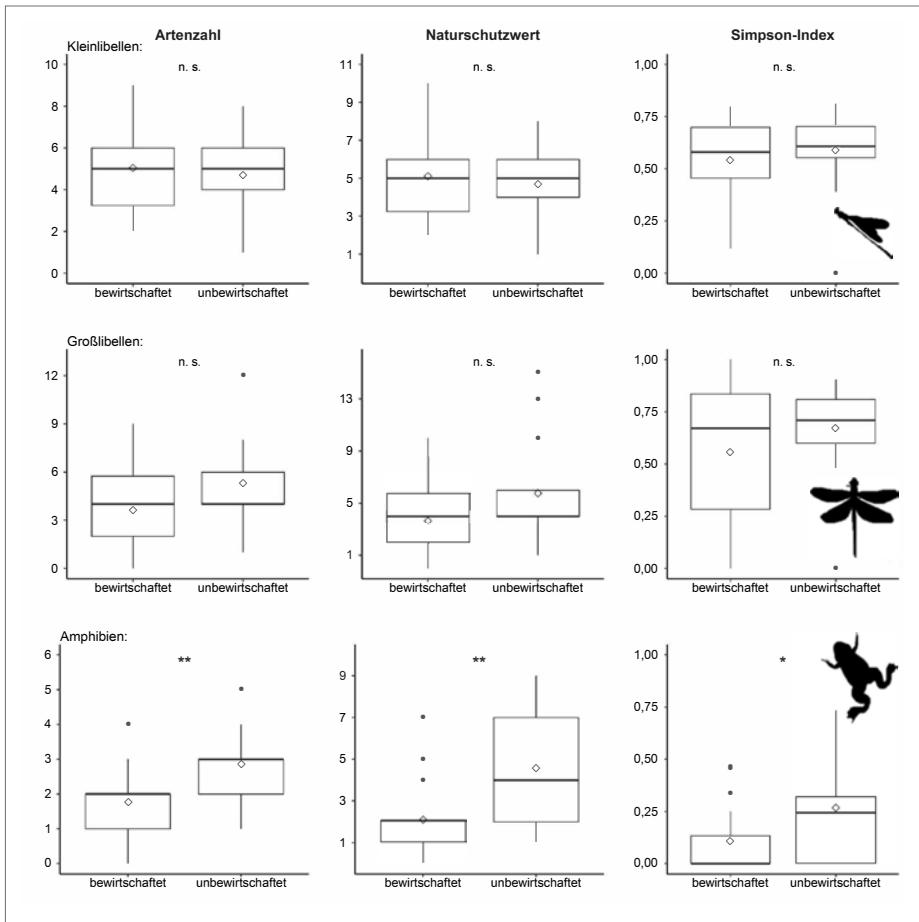 Artenzahl Naturschutzwert Simpson-Index
Kleinlibellen:
10
8
6
4
2
0
n. s.
bewirtschaftet unbewirtschaftet
11
9
7
5
3
1
n. s.
bewirtschaftet unbewirtschaftet
1,00
0,75
0,50
0,25
0,00
n. s.
bewirtschaftet unbewirtschaftet
Großlibellen:
12
9
6
3
0
n. s.
bewirtschaftet unbewirtschaftet
13
9
5
1
n. s.
bewirtschaftet unbewirtschaftet
1,00
0,75
0,50
0,25
0,00
n. s.
bewirtschaftet unbewirtschaftet
Amphibien:
6
5
4
3
2
1
0
**
bewirtschaftet unbewirtschaftet
9
7
5
3
1
**
bewirtschaftet unbewirtschaftet
1,00
0,75
0,50
0,25
0,00
*
bewirtschaftet unbewirtschaftet